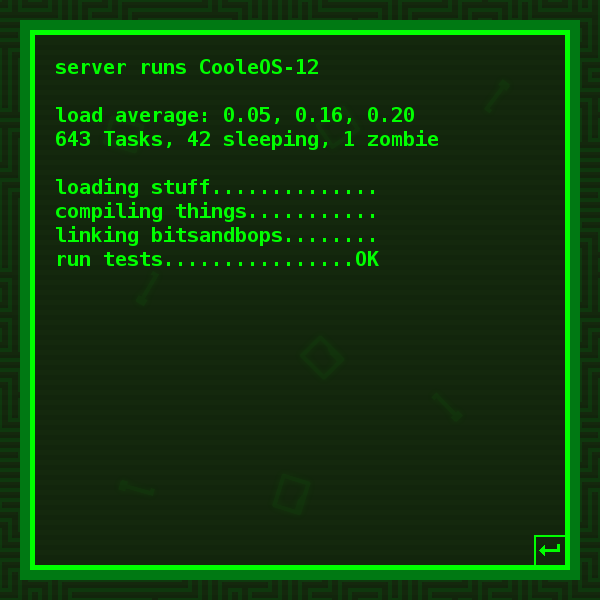 server runs CooleOS-12
load average: 0.05, 0.16, 0.20
643 Tasks, 42 sleeping, 1 zombie
loading stuff..............
compiling things...........
linking bitsandbops........
run tests................OK